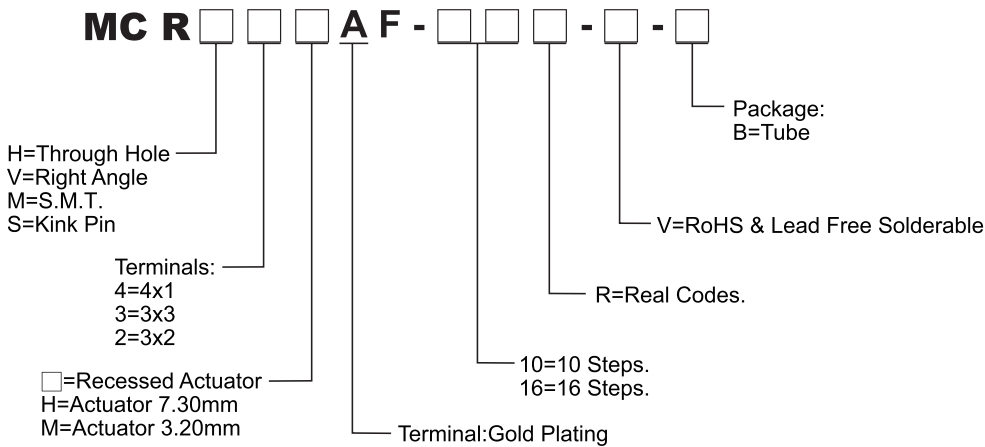 MCR□□□AF-□□□-□-□
Package:
B=Tube
H=Through Hole
V=Right Angle
M=S.M.T.
S=Kink Pin
V=RoHS & Lead Free Solderable
Terminals:
4=4x1
3=3x3
2=3x2
R=Real Codes.
10=10 Steps.
16=16 Steps.
□=Recessed Actuator
H=Actuator 7.30mm
M=Actuator 3.20mm
Terminal:Gold Plating